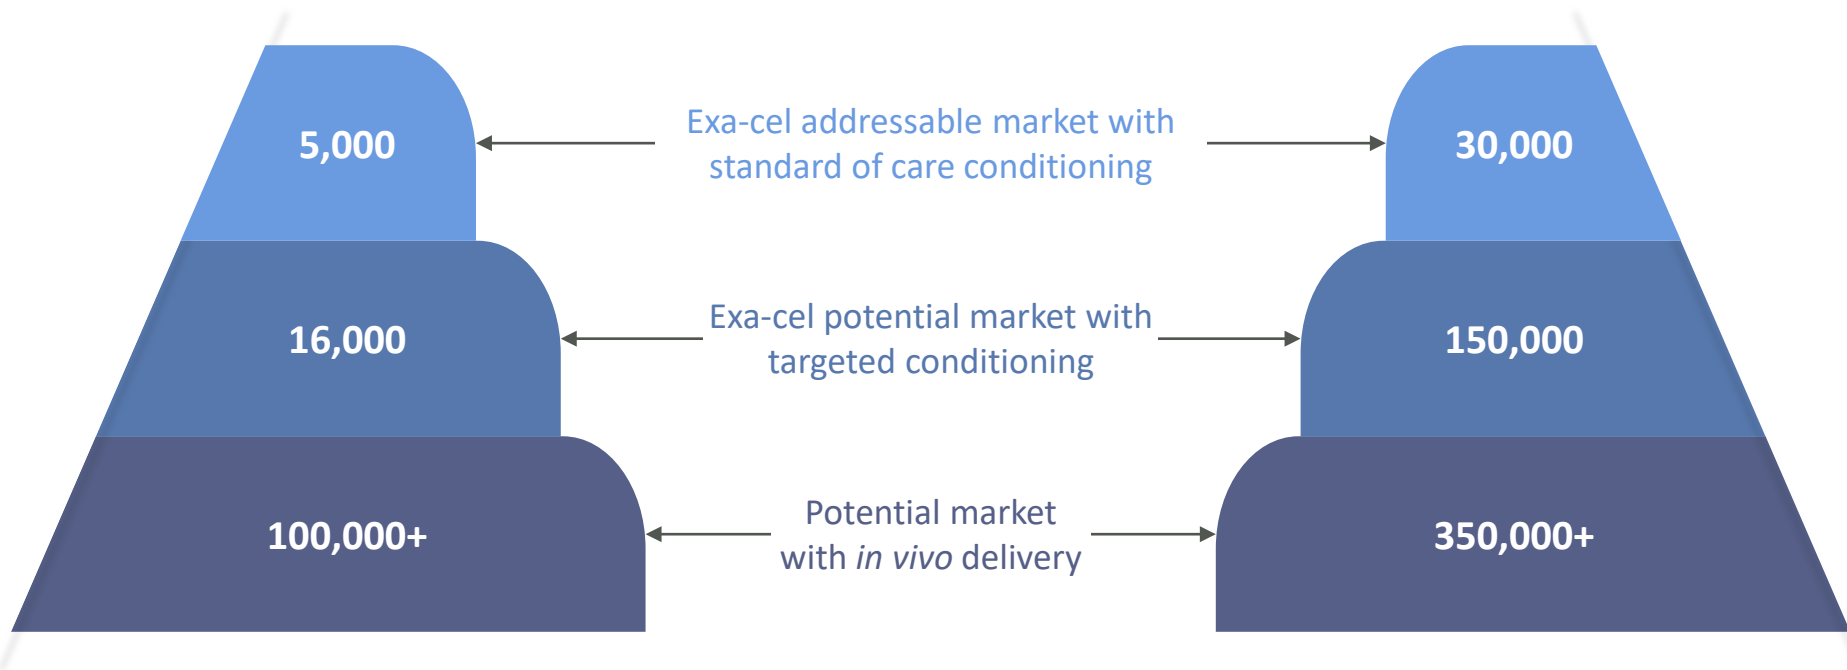 5,000
Exa-cel addressable market with
standard of care conditioning
30,000
16,000
Exa-cel potential market with
targeted conditioning
150,000
100,000+
Potential market
with in vivo delivery
350,000+